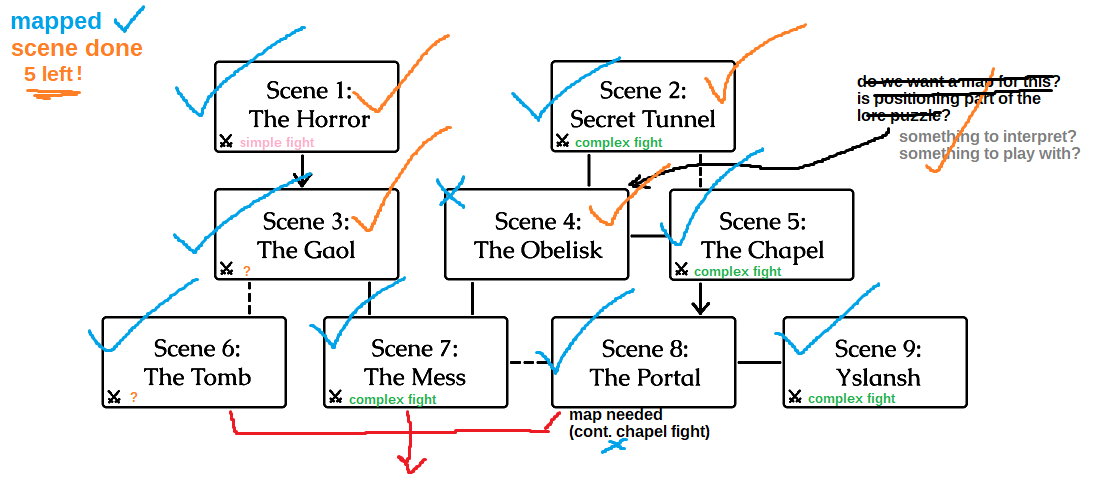 mapped
scene done
5 left!
Scene 1:
The Horror
simple fight
Scene 2:
Secret Tunnel
complex fight
do we want a map for this?
is positioning part of the
lore puzzle?
something to interpret?
something to play with?
Scene 3:
The Gaol
?
Scene 4:
The Obelisk
Scene 5:
The Chapel
complex fight
Scene 6:
The Tomb
?
Scene 7:
The Mess
complex fight
Scene 8:
The Portal
Scene 9:
Yslansh
complex fight
map needed
(cont. chapel fight)